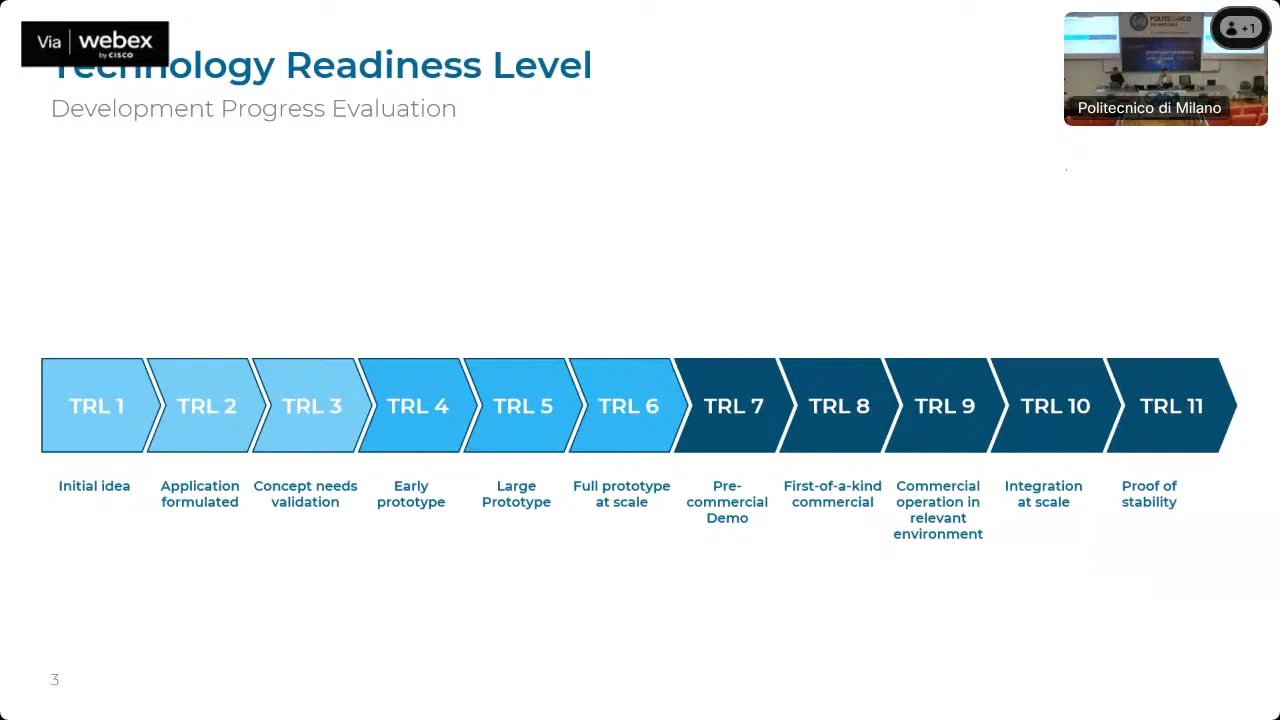 Via webex
by CISCO
Technology Readiness Level
Development Progress Evaluation
POLITECNICO
+1
Politecnico di Milano
TRL 1
TRL 2
TRL 3
TRL 4
TRL 5
TRL 6
TRL 7
TRL 8
TRL 9
TRL 10
TRL 11
Initial idea
Application
formulated
Concept needs
validation
Early
prototype
Large
Prototype
Full prototype
at scale
Pre-
commercial
Demo
First-of-a-kind
commercial
Commercial
operation in
relevant
environment
Integration
at scale
Proof of
stability
3